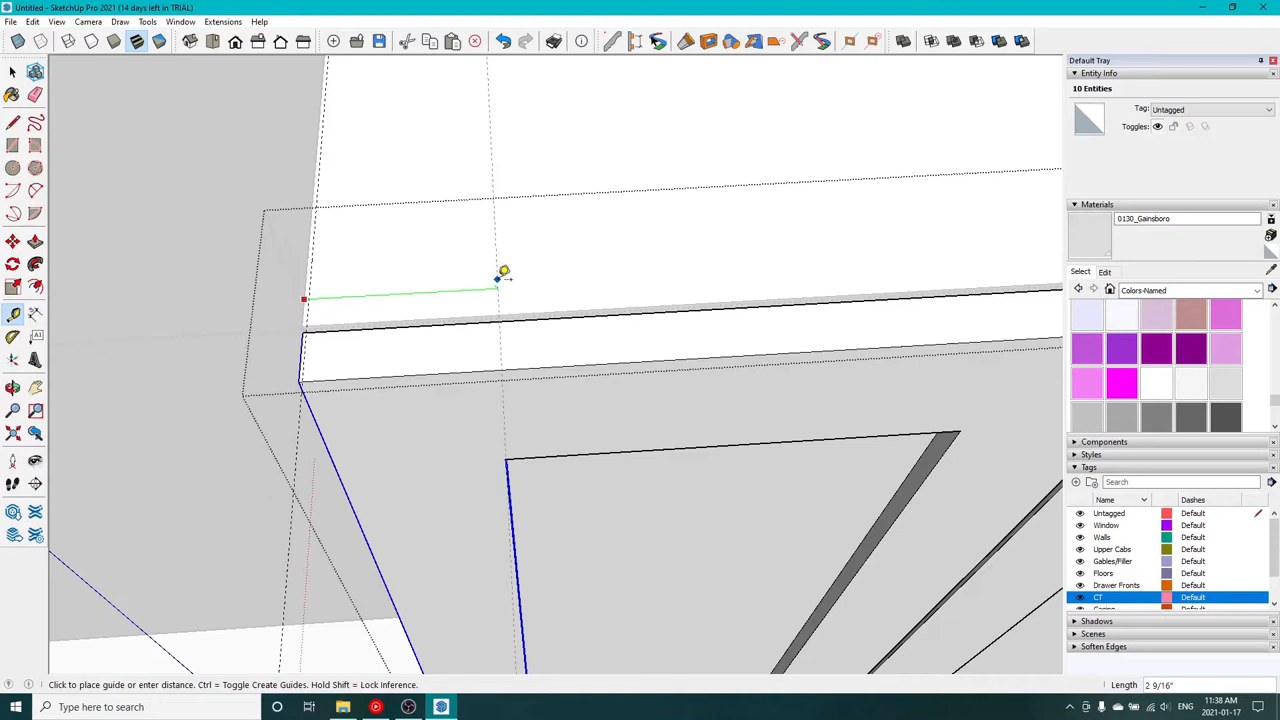 Untitled - SketchUp Pro 2021 (14 days left in TRIAL)
File Edit View Camera Draw Tools Window Extensions Help
Default Tray
Entity Info
10 Entities
Tag: Untagged
Toggles:
Materials
0130_Gainsboro
Select Edit
Colors-Named
Components
Styles
Tags
Search
Name Dashes
Untagged Default
Window Default
Walls Default
Upper Cabs Default
Gables/Filler Default
Floors Default
Drawer Fronts Default
CT Default
Shadows
Scenes
Soften Edges
Click to place guide or enter distance. Ctrl = Toggle Create Guides. Hold Shift = Lock Inference.
Length 2 9/16"
Type here to search
11:38 AM
2021-01-17